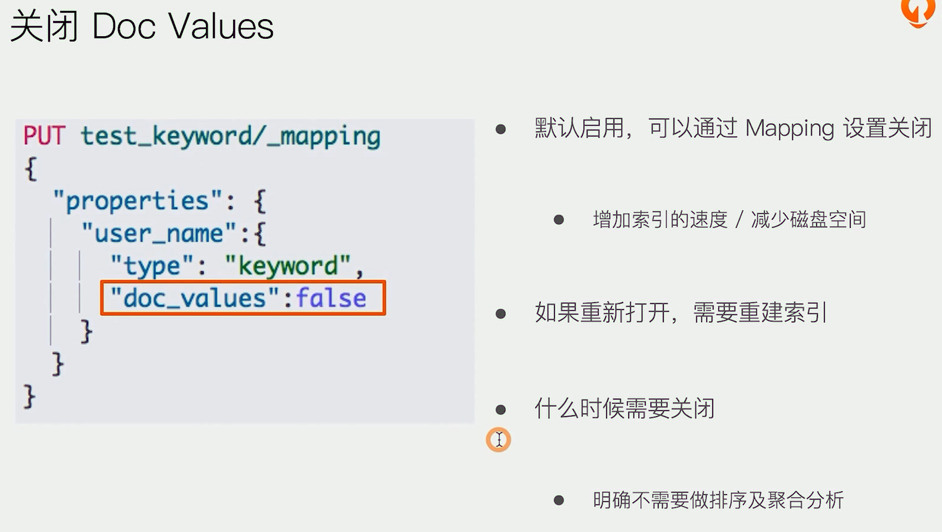 关闭 Doc Values
PUT test_keyword/_mapping
{
"properties": {
"user_name":{
"type": "keyword",
"doc_values":false
}
}
}
默认启用，可以通过 Mapping 设置关闭
增加索引的速度 / 减少磁盘空间
如果重新打开，需要重建索引
什么时候需要关闭
明确不需要做排序及聚合分析